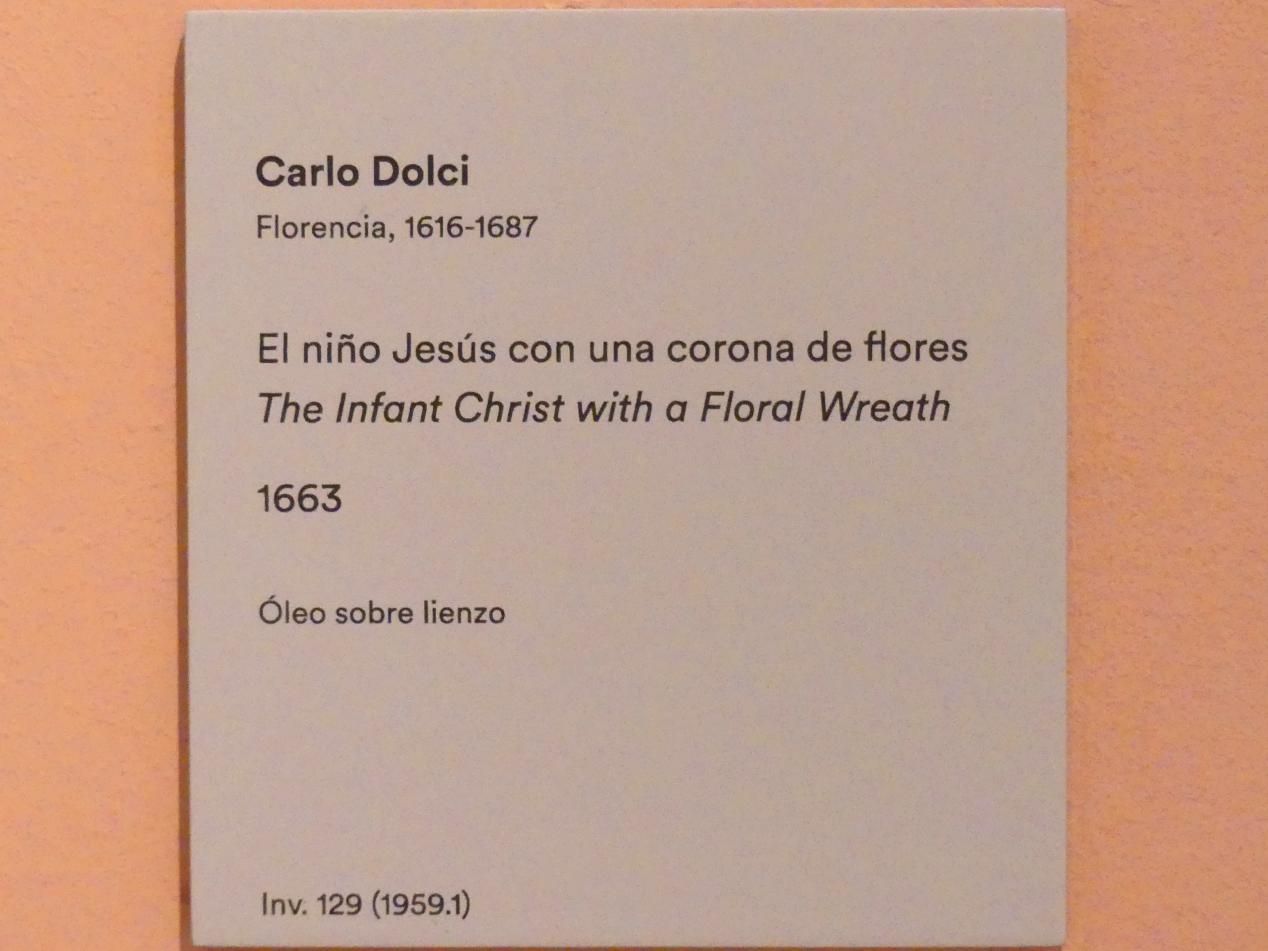 Carlo Dolci
Florencia, 1616-1687
El niño Jesús con una corona de flores
The Infant Christ with a Floral Wreath
1663
Óleo sobre lienzo
Inv. 129 (1959.1)